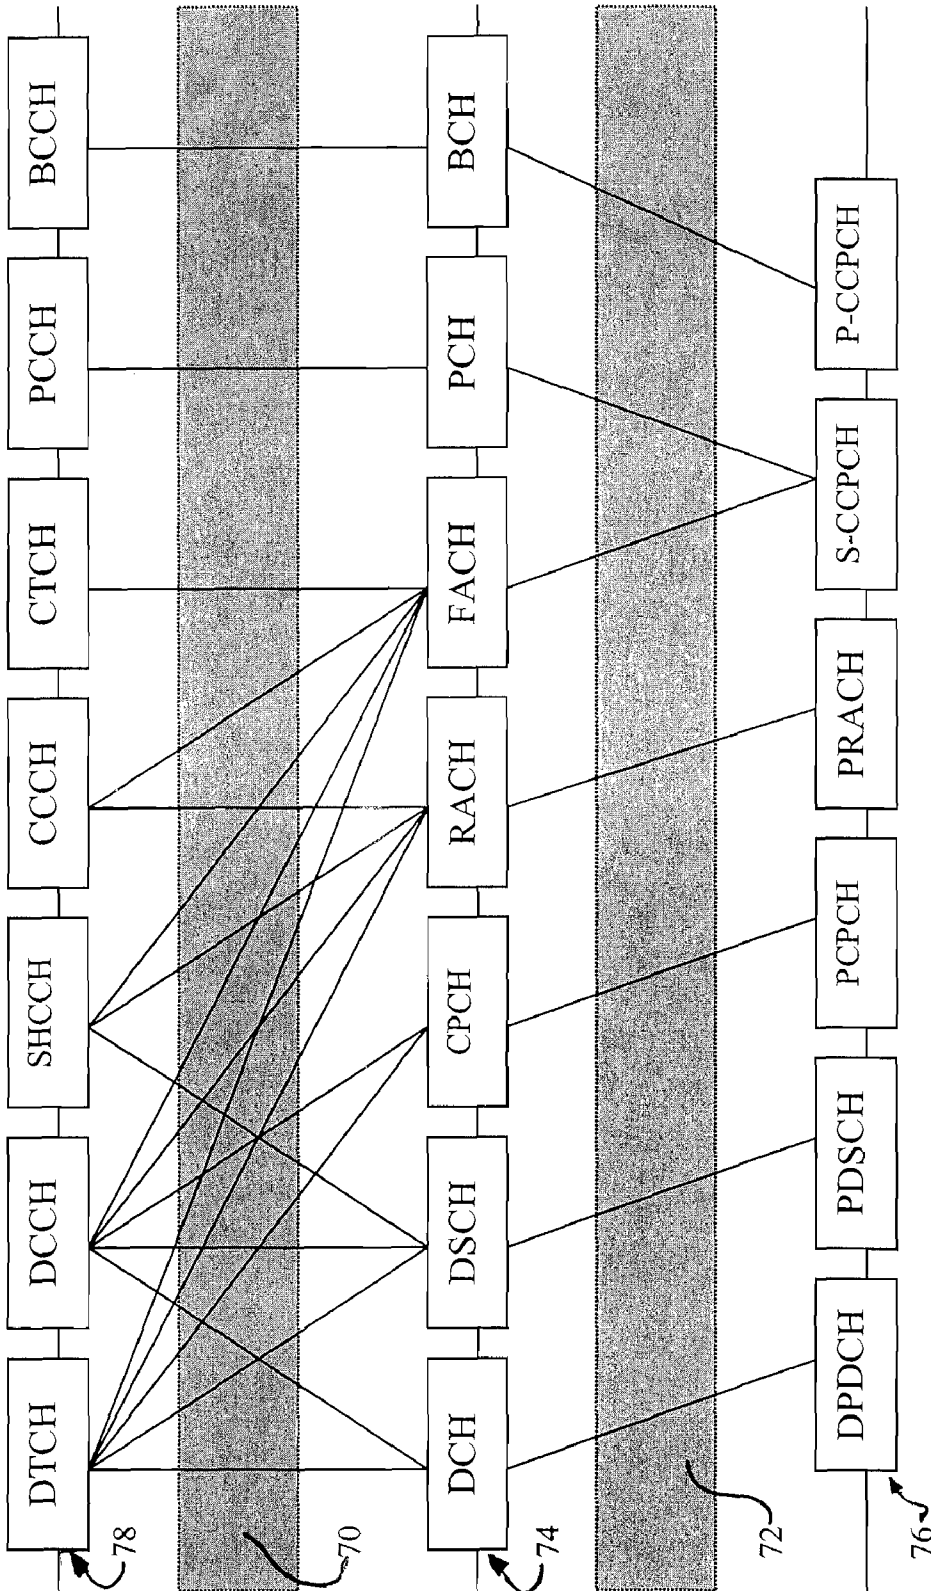 DTCH
DCCH
SHCCH
CCCH
CTCH
PCCH
BCCH
78
70
DCH
DSCH
CPCH
RACH
FACH
PCH
BCH
74
72
DPDCH
PDSCH
PCPCH
PRACH
S-CCPCH
P-CCPCH
76